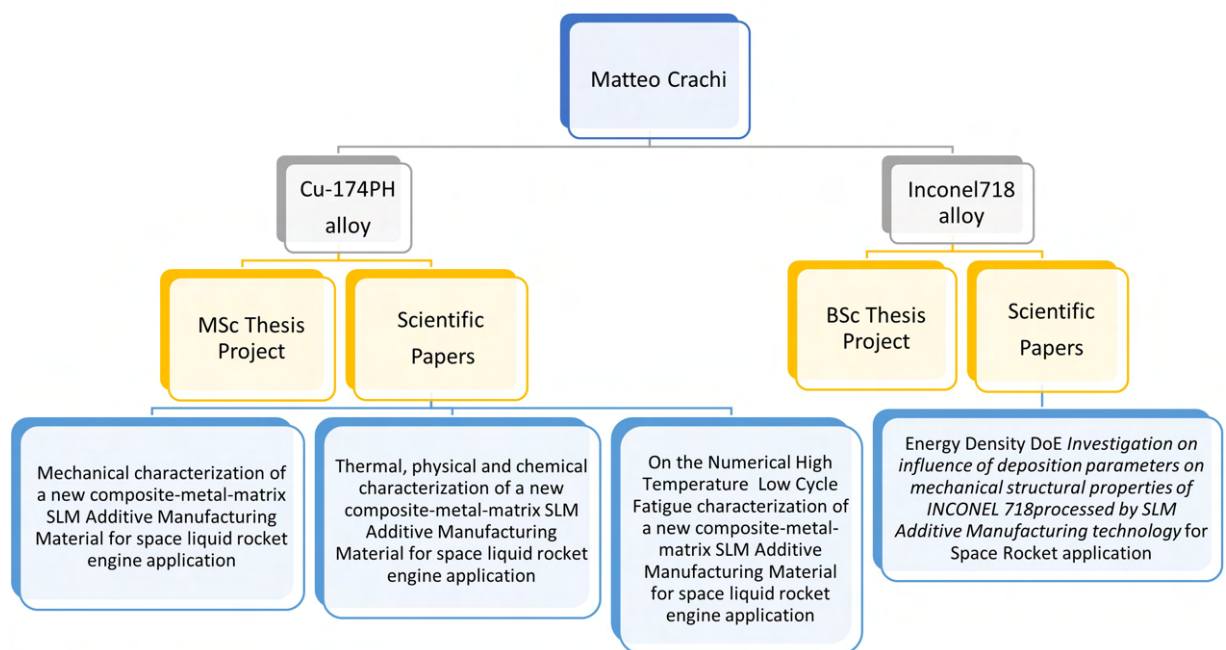 Matteo Crachi
Cu-174PH
alloy
Inconel718
alloy
MSc Thesis
Project
Scientific
Papers
BSc Thesis
Project
Scientific
Papers
Mechanical characterization of
a new composite-metal-matrix
SLM Additive Manufacturing
Material for space liquid rocket
engine application
Thermal, physical and chemical
characterization of a new
composite-metal-matrix SLM
Additive Manufacturing
Material for space liquid rocket
engine application
On the Numerical High
Temperature Low Cycle
Fatigue characterization of
a new composite-metal-
matrix SLM Additive
Manufacturing Material
for space liquid rocket
engine application
Energy Density DoE Investigation on
influence of deposition parameters on
mechanical structural properties of
INCONEL 718processed by SLM
Additive Manufacturing technology for
Space Rocket application